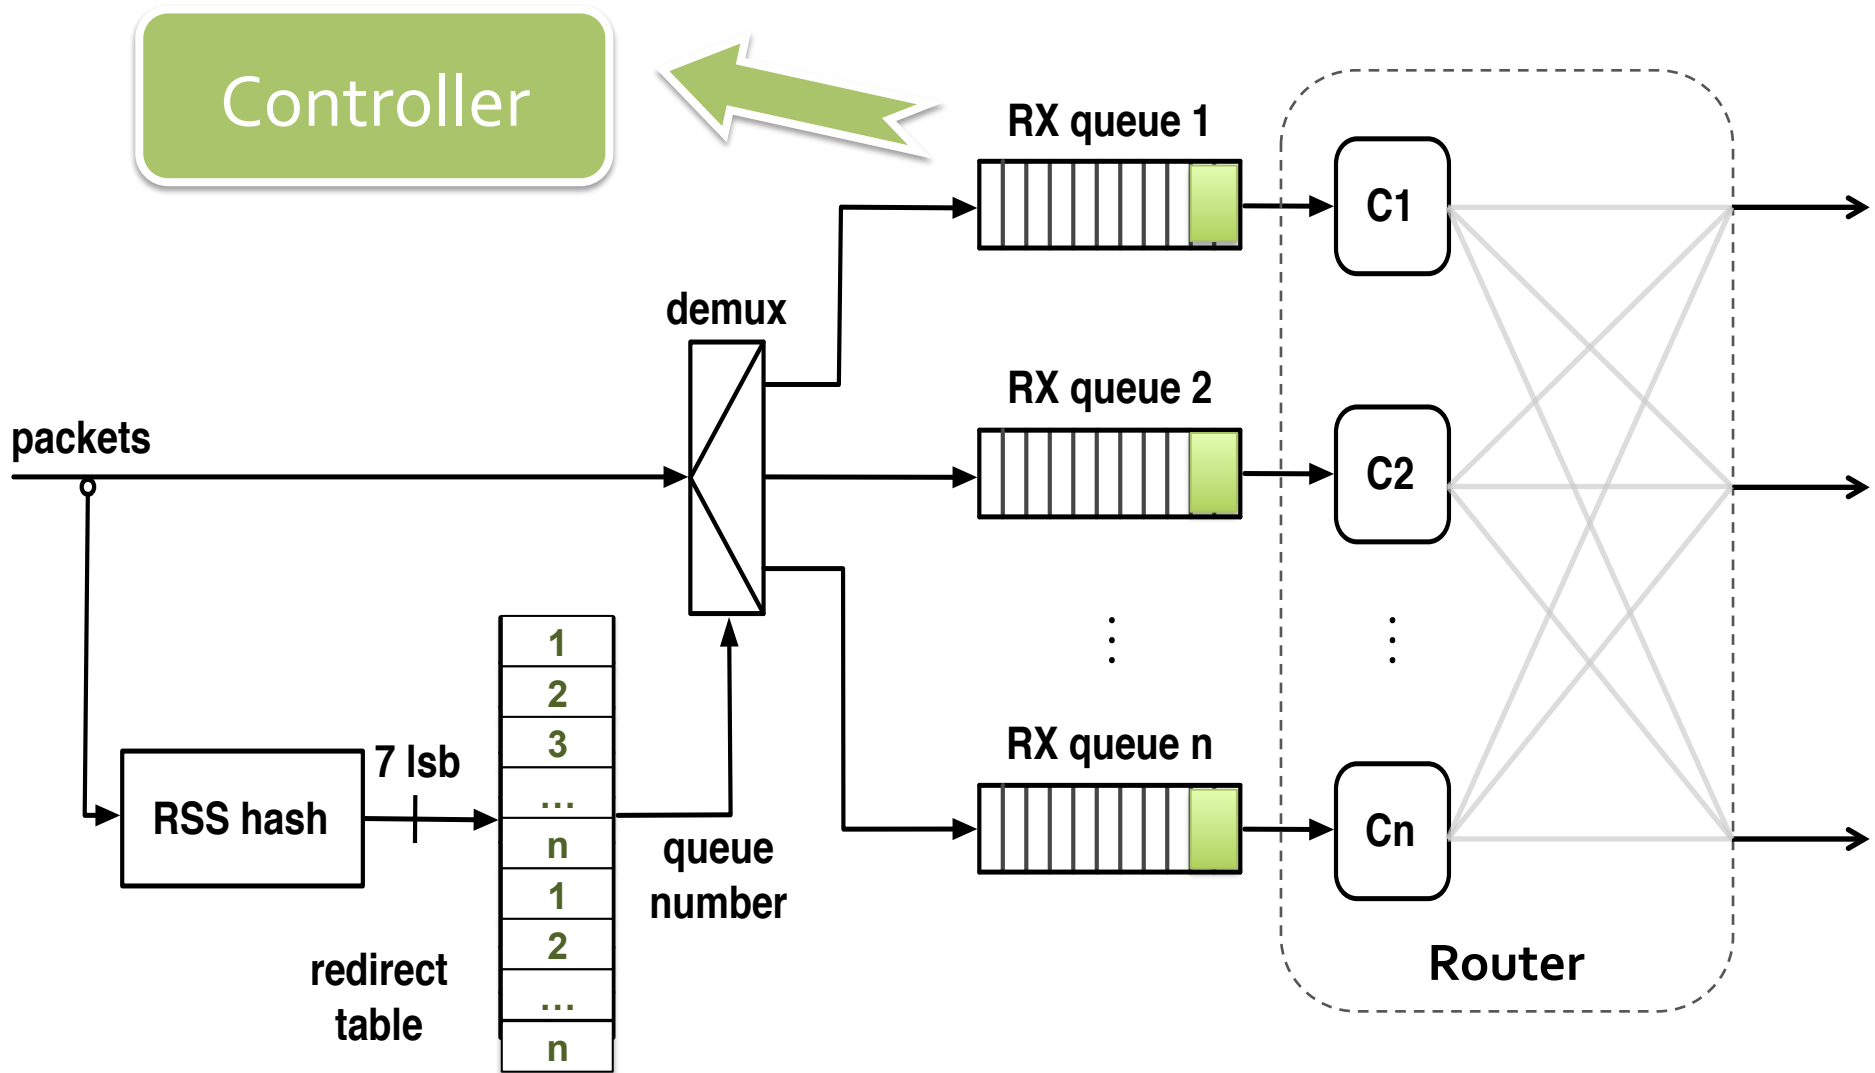 Controller
RX queue 1
C1
demux
RX queue 2
packets
C2
1
2
3
...
n
1
2
...
n
7 lsb
RSS hash
queue
number
redirect
table
RX queue n
Cn
Router